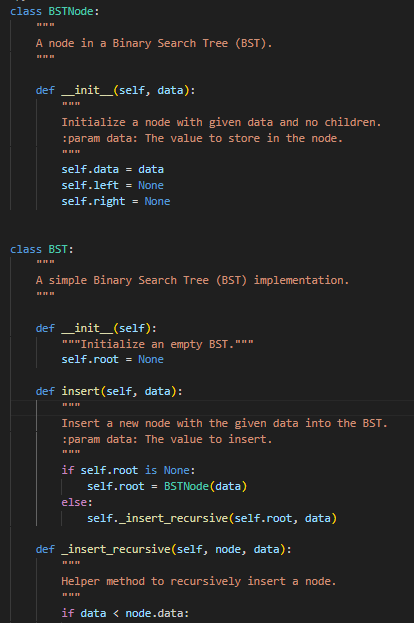 class BSTNode:
    """
    A node in a Binary Search Tree (BST).
    """
    def __init__(self, data):
        """
        Initialize a node with given data and no children.
        :param data: The value to store in the node.
        """
        self.data = data
        self.left = None
        self.right = None
class BST:
    """
    A simple Binary Search Tree (BST) implementation.
    """
    def __init__(self):
        """Initialize an empty BST."""
        self.root = None
    def insert(self, data):
        """
        Insert a new node with the given data into the BST.
        :param data: The value to insert.
        """
        if self.root is None:
            self.root = BSTNode(data)
        else:
            self._insert_recursive(self.root, data)
    def _insert_recursive(self, node, data):
        """
        Helper method to recursively insert a node.
        """
        if data < node.data: